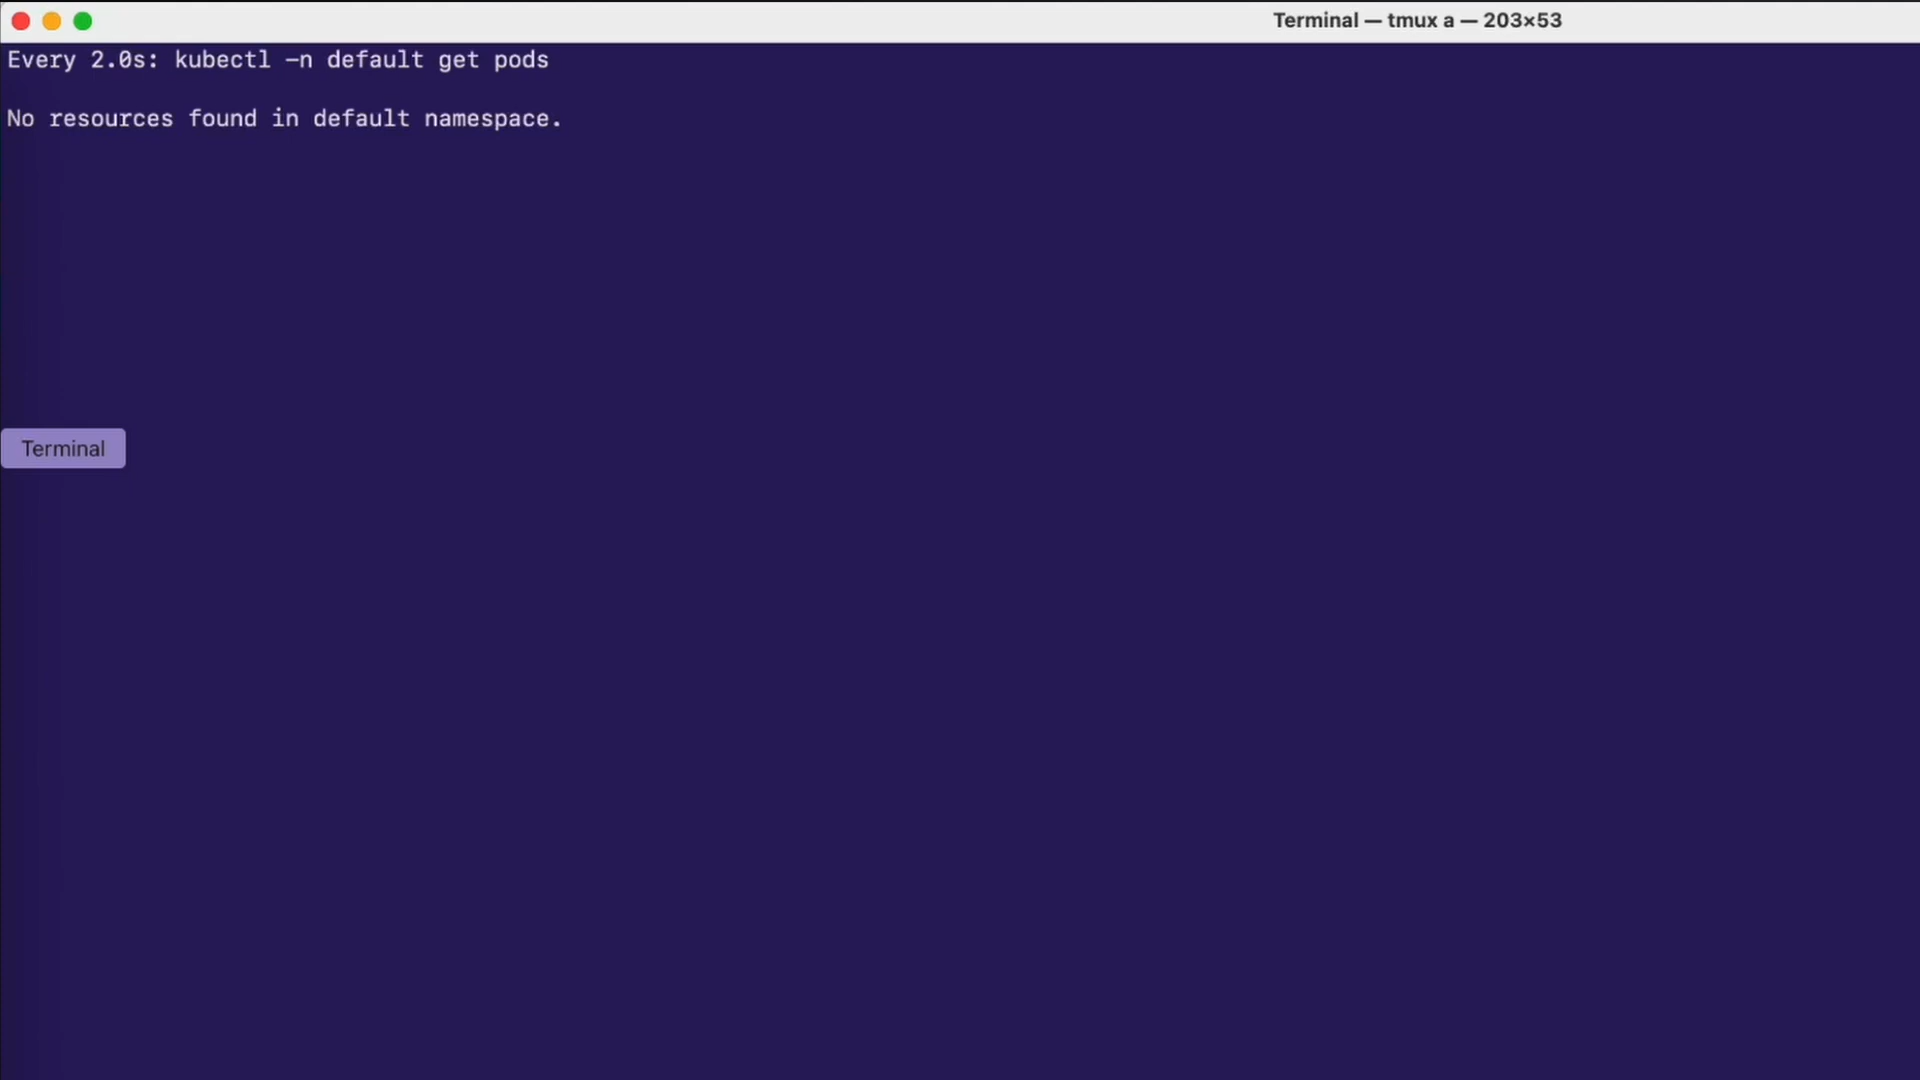 Terminal — tmux a — 203×53
Every 2.0s: kubectl -n default get pods
No resources found in default namespace.
Terminal